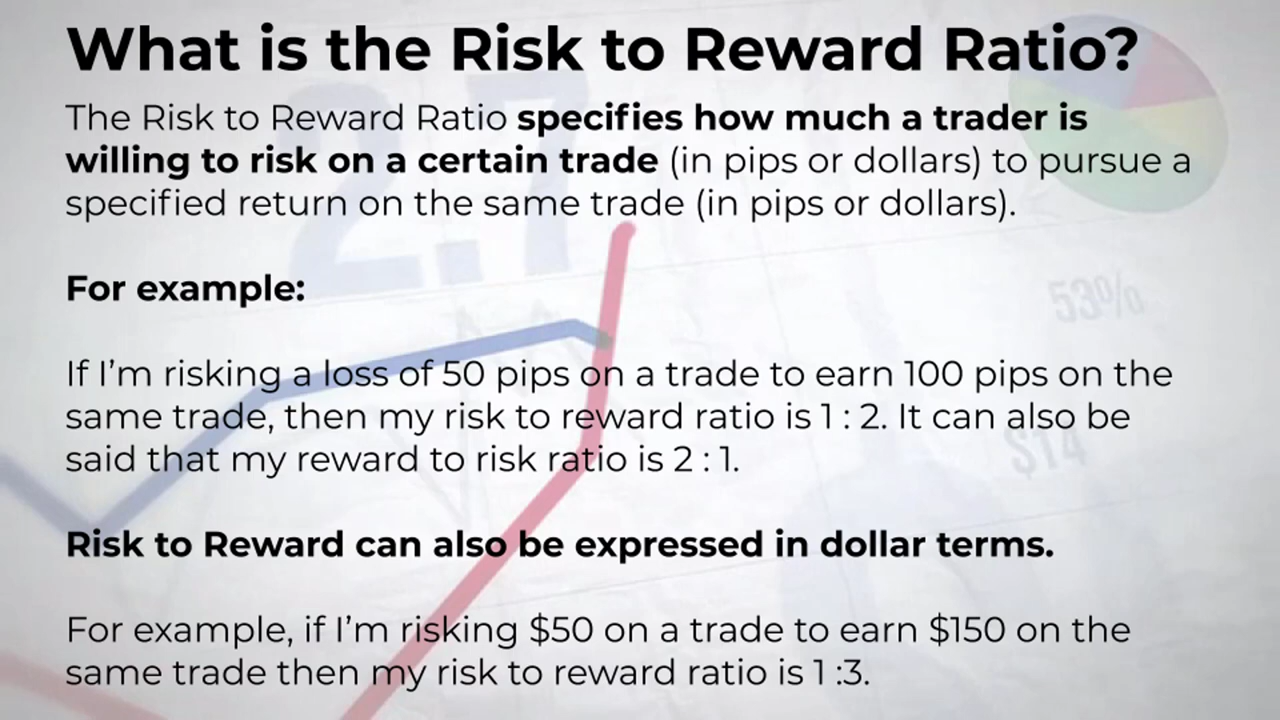 What is the Risk to Reward Ratio?
The Risk to Reward Ratio specifies how much a trader is
willing to risk on a certain trade (in pips or dollars) to pursue a
specified return on the same trade (in pips or dollars).
For example:
If I’m risking a loss of 50 pips on a trade to earn 100 pips on the
same trade, then my risk to reward ratio is 1 : 2. It can also be
said that my reward to risk ratio is 2 : 1.
Risk to Reward can also be expressed in dollar terms.
For example, if I’m risking $50 on a trade to earn $150 on the
same trade then my risk to reward ratio is 1 :3.
2.7
53%
$14